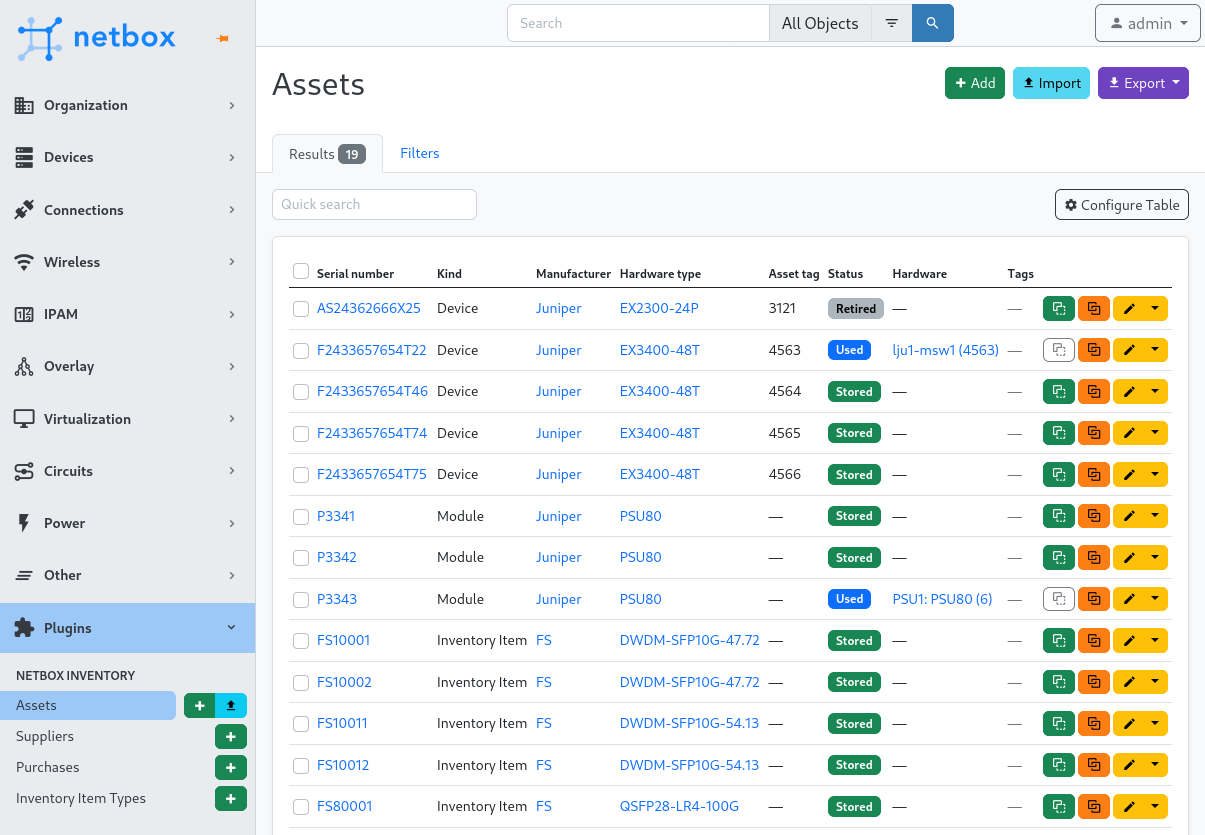 netbox
Search All Objects admin
Assets
Add Import Export
Organization
Devices
Connections
Wireless
IPAM
Overlay
Virtualization
Circuits
Power
Other
Plugins
NETBOX INVENTORY
Assets
Suppliers
Purchases
Inventory Item Types
Results 19 Filters
Quick search Configure Table
Serial number Kind Manufacturer Hardware type Asset tag Status Hardware Tags
AS24362666X25 Device Juniper EX2300-24P 3121 Retired — —
F2433657654T22 Device Juniper EX3400-48T 4563 Used lju1-msw1 (4563) —
F2433657654T46 Device Juniper EX3400-48T 4564 Stored — —
F2433657654T74 Device Juniper EX3400-48T 4565 Stored — —
F2433657654T75 Device Juniper EX3400-48T 4566 Stored — —
P3341 Module Juniper PSU80 — Stored — —
P3342 Module Juniper PSU80 — Stored — —
P3343 Module Juniper PSU80 — Used PSU1: PSU80 (6) —
FS10001 Inventory Item FS DWDM-SFP10G-47.72 — Stored — —
FS10002 Inventory Item FS DWDM-SFP10G-47.72 — Stored — —
FS10011 Inventory Item FS DWDM-SFP10G-54.13 — Stored — —
FS10012 Inventory Item FS DWDM-SFP10G-54.13 — Stored — —
FS80001 Inventory Item FS QSFP28-LR4-100G — Stored — —